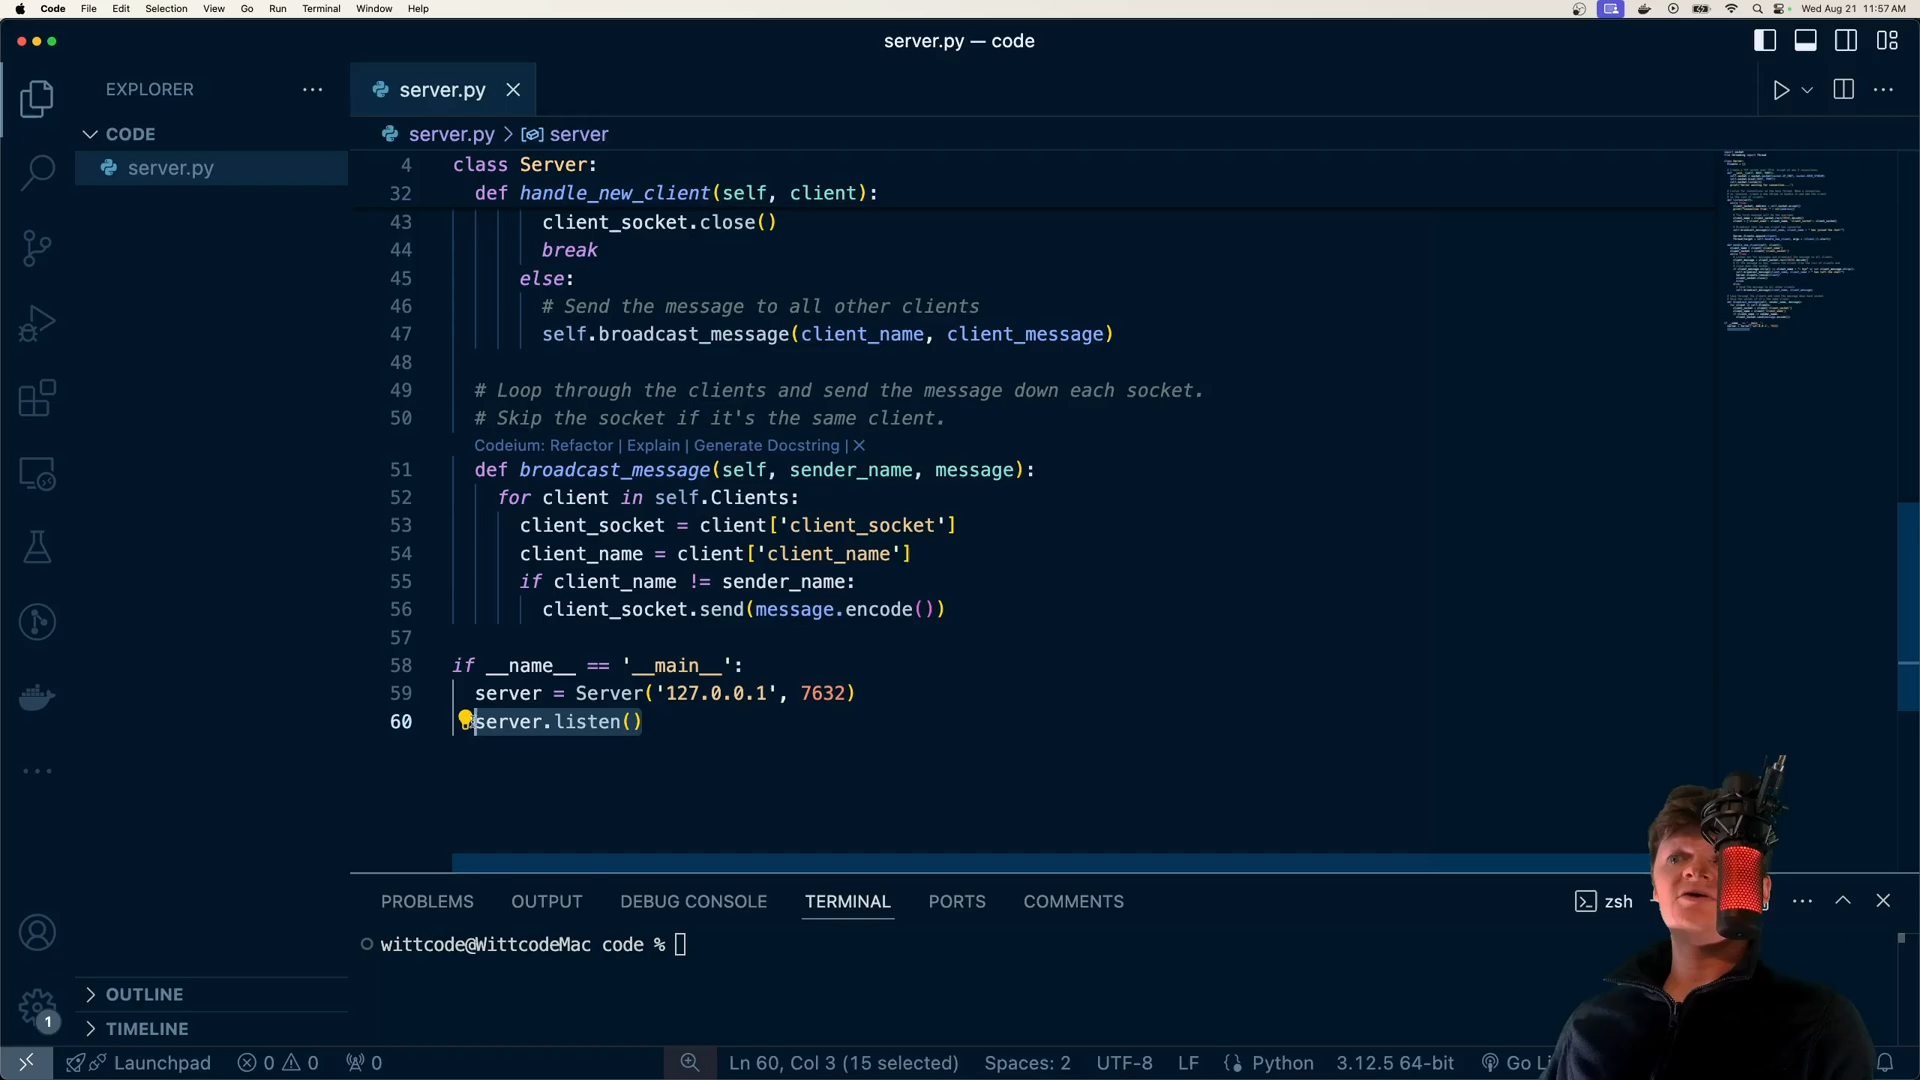 Code File Edit Selection View Go Run Terminal Window Help Wed Aug 21 11:57 AM
server.py — code
EXPLORER
server.py
CODE
server.py
server.py > server
4 class Server:
32 def handle_new_client(self, client):
43 client_socket.close()
44 break
45 else:
46 # Send the message to all other clients
47 self.broadcast_message(client_name, client_message)
48
49 # Loop through the clients and send the message down each socket.
50 # Skip the socket if it's the same client.
Codeium: Refactor | Explain | Generate Docstring | X
51 def broadcast_message(self, sender_name, message):
52 for client in self.Clients:
53 client_socket = client['client_socket']
54 client_name = client['client_name']
55 if client_name != sender_name:
56 client_socket.send(message.encode())
57
58 if __name__ == '__main__':
59 server = Server('127.0.0.1', 7632)
60 server.listen()
PROBLEMS OUTPUT DEBUG CONSOLE TERMINAL PORTS COMMENTS zsh
wittcode@WittcodeMac code %
OUTLINE
TIMELINE
1
Launchpad 0 0 0 Ln 60, Col 3 (15 selected) Spaces: 2 UTF-8 LF Python 3.12.5 64-bit Go